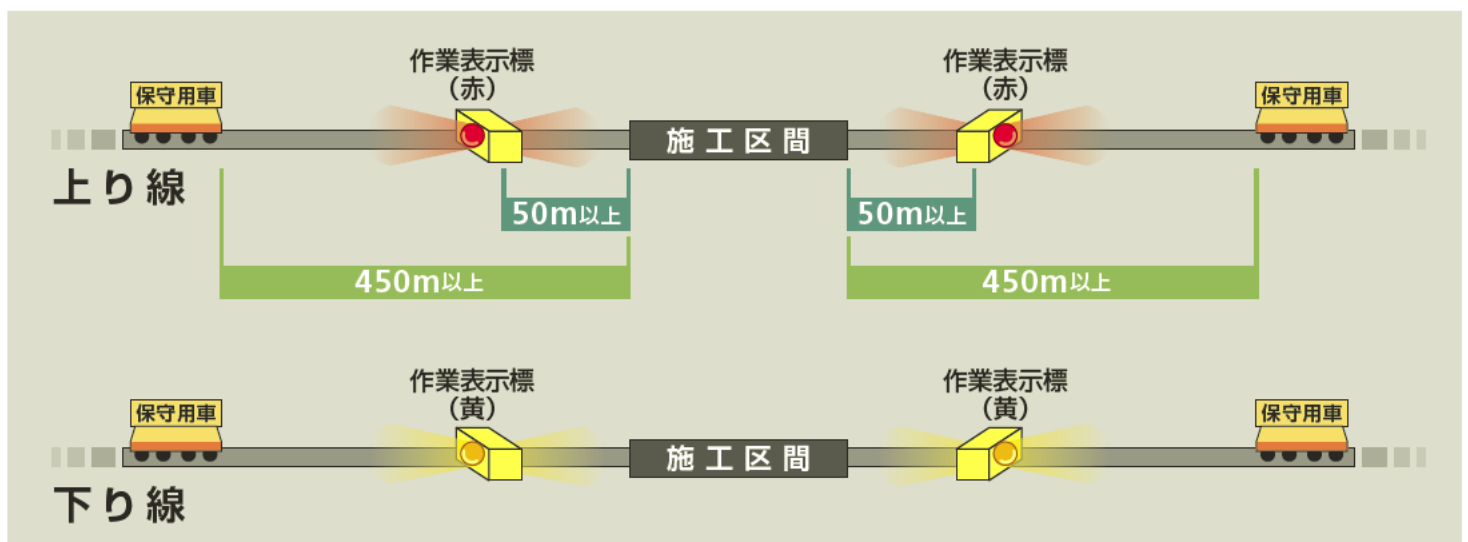 作業表示標
（赤）
作業表示標
（赤）
保守用車
保守用車
施工区間
上り線
50m以上
50m以上
450m以上
450m以上
作業表示標
（黄）
作業表示標
（黄）
保守用車
保守用車
施工区間
下り線